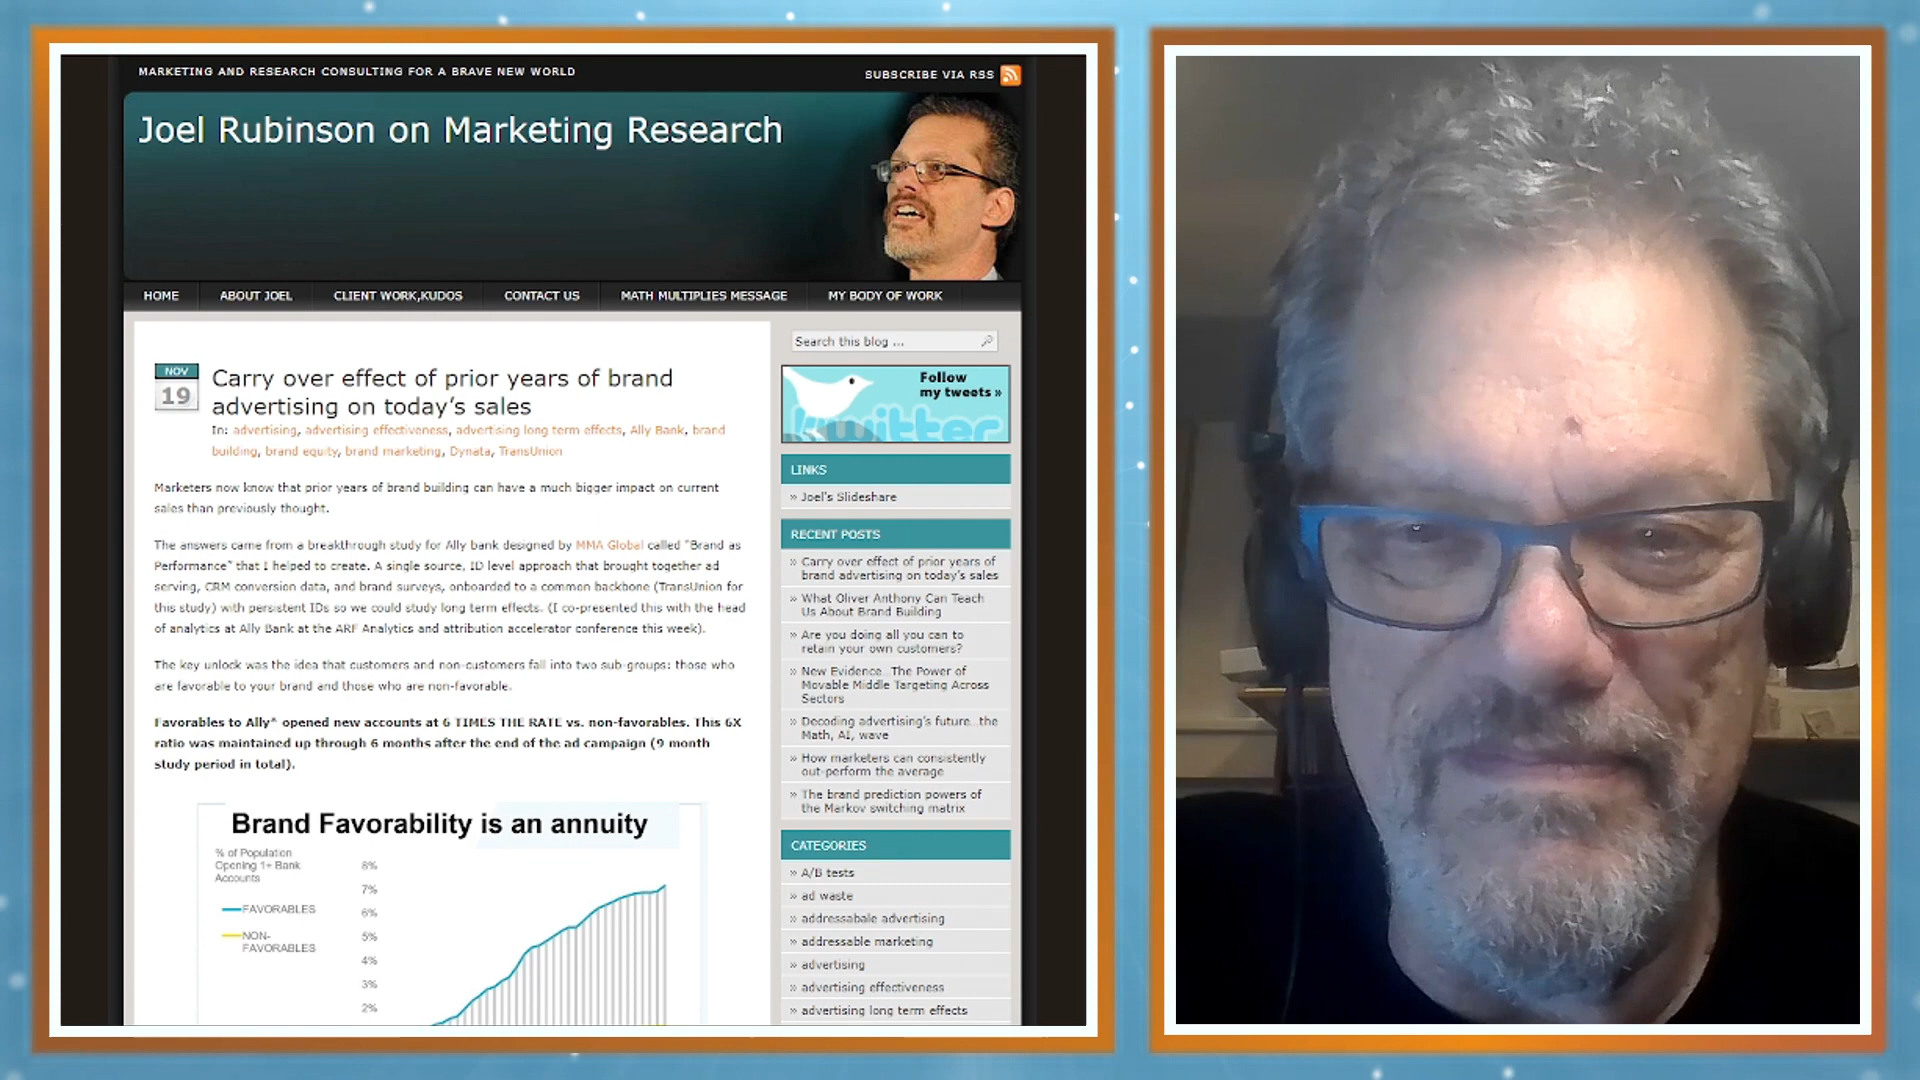 MARKETING AND RESEARCH CONSULTING FOR A BRAVE NEW WORLD
SUBSCRIBE VIA RSS
Joel Rubinson on Marketing Research
HOME
ABOUT JOEL
CLIENT WORK,KUDOS
CONTACT US
MATH MULTIPLIES MESSAGE
MY BODY OF WORK
NOV
19
Carry over effect of prior years of brand
advertising on today's sales
In: advertising, advertising effectiveness, advertising long term effects, Ally Bank, brand
building, brand equity, brand marketing, Dynata, TransUnion
Marketers now know that prior years of brand building can have a much bigger impact on current
sales than previously thought.
The answers came from a breakthrough study for Ally bank designed by MMA Global called "Brand as
Performance" that I helped to create. A single source, ID level approach that brought together ad
serving, CRM conversion data, and brand surveys, onboarded to a common backbone (TransUnion for
this study) with persistent IDs so we could study long term effects. (I co-presented this with the head
of analytics at Ally Bank at the ARF Analytics and attribution accelerator conference this week).
The key unlock was the idea that customers and non-customers fall into two sub-groups: those who
are favorable to your brand and those who are non-favorable.
Favorables to Ally* opened new accounts at 6 TIMES THE RATE vs. non-favorables. This 6X
ratio was maintained up through 6 months after the end of the ad campaign (9 month
study period in total).
Brand Favorability is an annuity
% of Population
Opening 1+ Bank
Accounts
FAVORABLES
NON-
FAVORABLES
8%
7%
6%
5%
4%
3%
2%
Search this blog ...
Follow
my tweets »
twitter
LINKS
» Joel's Slideshare
RECENT POSTS
» Carry over effect of prior years of
brand advertising on today's sales
» What Oliver Anthony Can Teach
Us About Brand Building
» Are you doing all you can to
retain your own customers?
» New Evidence…The Power of
Movable Middle Targeting Across
Sectors
» Decoding advertising's future…the
Math, AI, wave
» How marketers can consistently
out-perform the average
» The brand prediction powers of
the Markov switching matrix
CATEGORIES
» A/B tests
» ad waste
» addressabale advertising
» addressable marketing
» advertising
» advertising effectiveness
» advertising long term effects